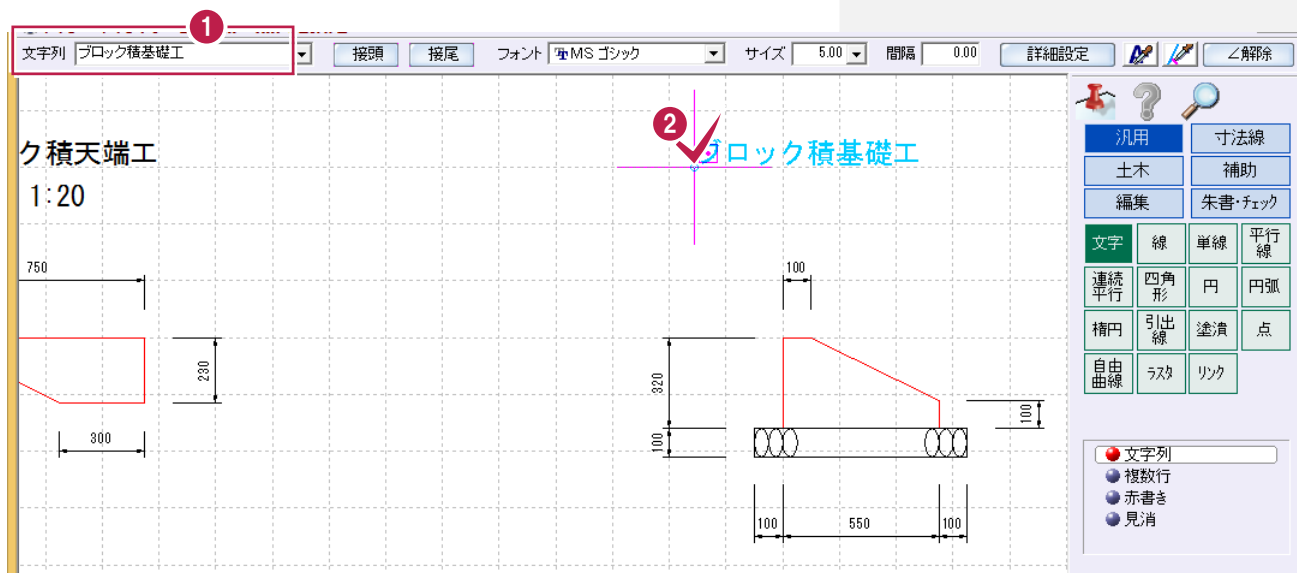 1
文字列 ブロック積基礎工 接頭 接尾 フォント MS ゴシック サイズ 5.00 間隔 0.00 詳細設定 ∠解除
2
ク積天端工
1:20
ブロック積基礎工
750
230
300
100
320
100
100
100 550 100
汎用 寸法線
土木 補助
編集 朱書・ﾁｪｯｸ
文字 線 単線 平行線
連続平行 四角形 円 円弧
楕円 引出線 塗潰 点
自由曲線 ﾗｽﾀ ﾘﾝｸ
文字列
複数行
赤書き
見消